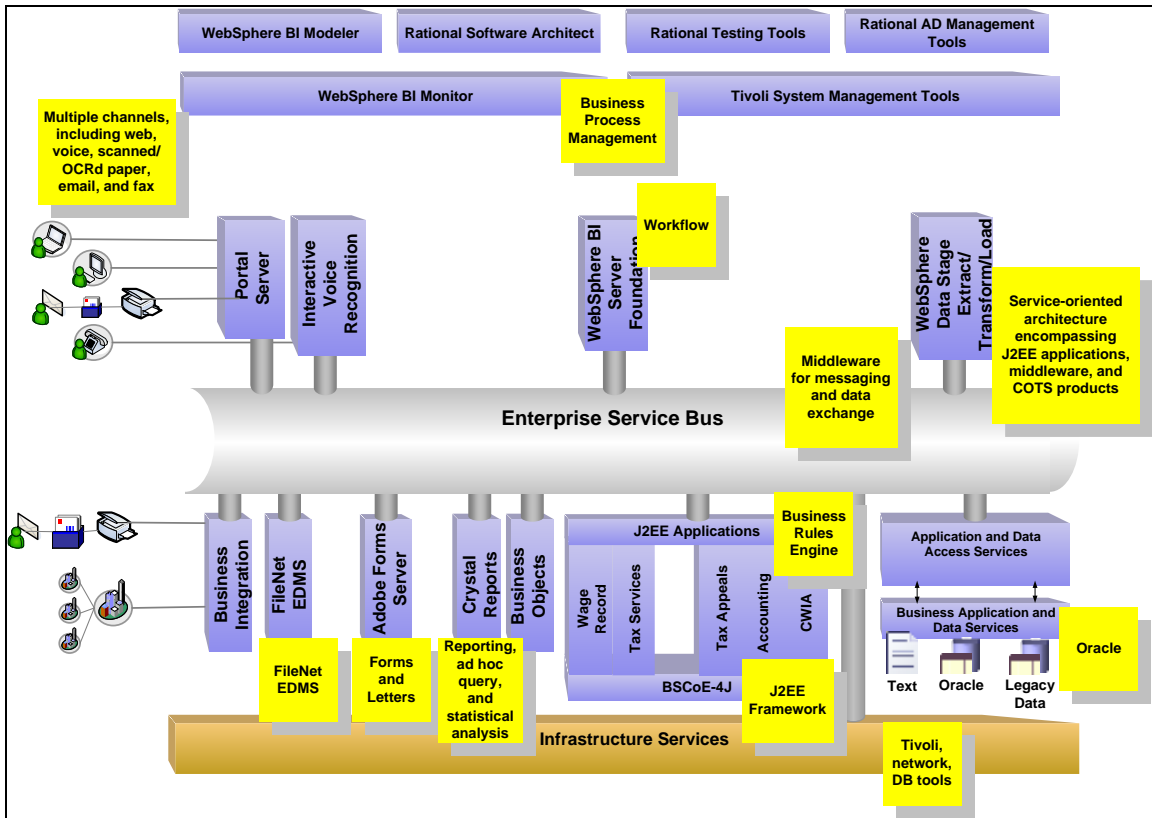 WebSphere BI Modeler
Rational Software Architect
Rational Testing Tools
Rational AD Management
Tools
WebSphere BI Monitor
Tivoli System Management Tools
Business
Process
Management
Multiple channels,
including web,
voice, scanned/
OCRd paper,
email, and fax
Workflow
Portal
Server
Interactive
Voice
Recognition
WebSphere BI
Server
Foundation
WebSphere
Data Stage
Extract/
Transform/Load
Service-oriented
architecture
encompassing
J2EE applications,
middleware, and
COTS products
Middleware
for messaging
and data
exchange
Enterprise Service Bus
Business
Integration
FileNet
EDMS
Adobe Forms
Server
Crystal
Reports
Business
Objects
J2EE Applications
Business
Rules
Engine
Wage
Record
Tax Services
Tax Appeals
Accounting
CWIA
BSCoE-4J
Application and Data
Access Services
Business Application and
Data Services
Text
Oracle
Legacy
Data
Oracle
FileNet
EDMS
Forms
and
Letters
Reporting,
ad hoc
query,
and
statistical
analysis
J2EE
Framework
Infrastructure Services
Tivoli,
network,
DB tools